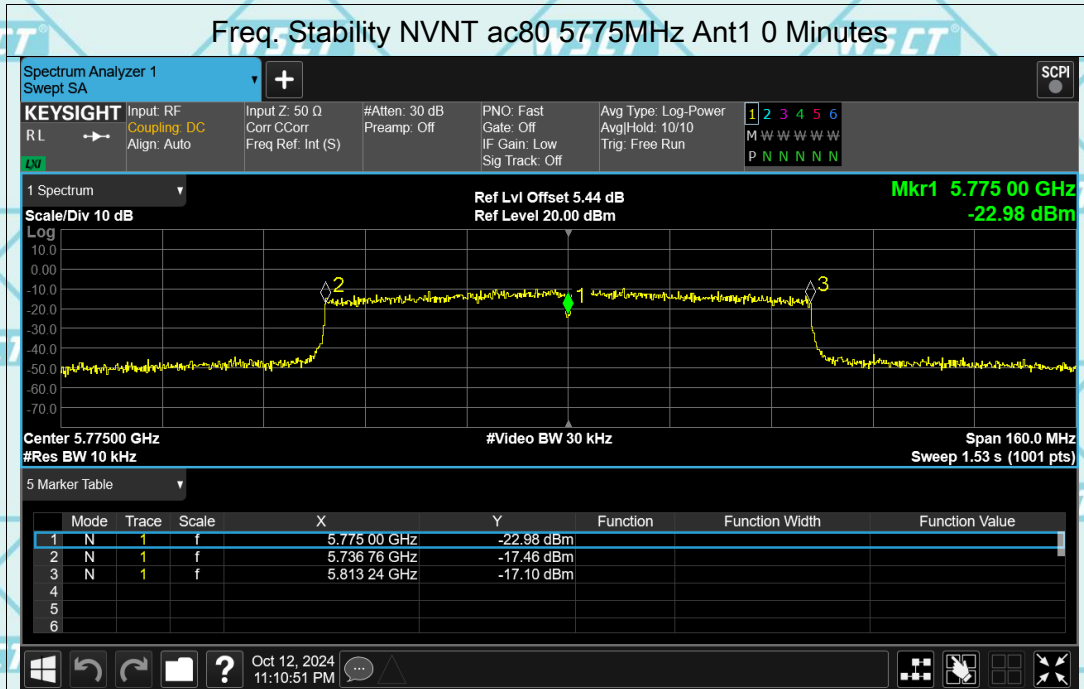 Freq. Stability NVNT ac80 5775MHz Ant1 0 Minutes
Spectrum Analyzer 1
Swept SA
+
SCPI
KEYSIGHT
RL
LXI
Input: RF
Coupling: DC
Align: Auto
Input Z: 50 Ω
Corr CCorr
Freq Ref: Int (S)
#Atten: 30 dB
Preamp: Off
PNO: Fast
Gate: Off
IF Gain: Low
Sig Track: Off
Avg Type: Log-Power
Avg|Hold: 10/10
Trig: Free Run
1 2 3 4 5 6
M W W W W W
P N N N N N
1 Spectrum
Scale/Div 10 dB
Ref Lvl Offset 5.44 dB
Ref Level 20.00 dBm
Mkr1 5.775 00 GHz
-22.98 dBm
Log
10.0
0.00
-10.0
-20.0
-30.0
-40.0
-50.0
-60.0
-70.0
2
1
3
Center 5.77500 GHz
#Video BW 30 kHz
Span 160.0 MHz
#Res BW 10 kHz
Sweep 1.53 s (1001 pts)
5 Marker Table
Mode Trace Scale X Y Function Function Width Function Value
1 N 1 f 5.775 00 GHz -22.98 dBm
2 N 1 f 5.736 76 GHz -17.46 dBm
3 N 1 f 5.813 24 GHz -17.10 dBm
4
5
6
?
Oct 12, 2024
11:10:51 PM